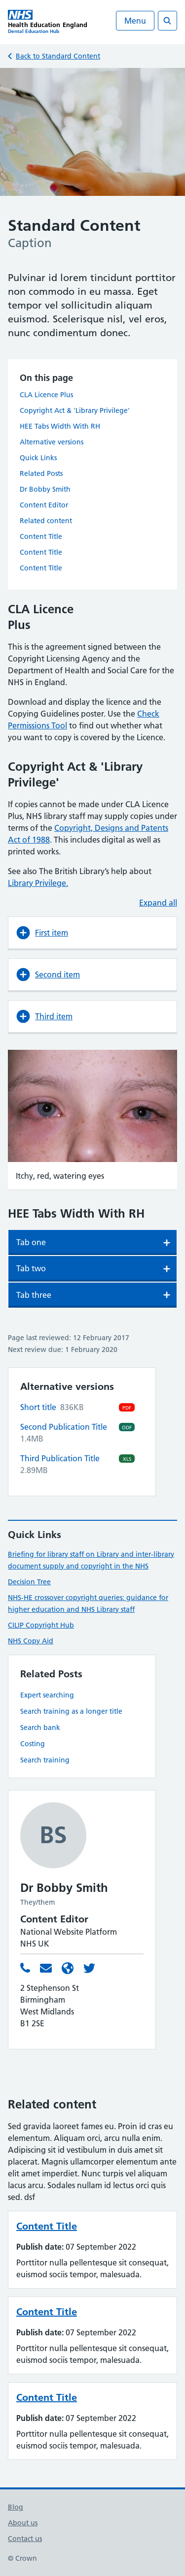 NHS
Health Education England
Dental Education Hub
Menu
Back to Standard Content
Standard Content
Caption
Pulvinar id lorem tincidunt porttitor
non commodo in eu massa. Eget
tempor vel sollicitudin aliquam
euismod. Scelerisque nisl, vel eros,
nunc condimentum donec.
On this page
CLA Licence Plus
Copyright Act & 'Library Privilege'
HEE Tabs Width With RH
Alternative versions
Quick Links
Related Posts
Dr Bobby Smith
Content Editor
Related content
Content Title
Content Title
Content Title
CLA Licence
Plus
This is the agreement signed between the
Copyright Licensing Agency and the
Department of Health and Social Care for the
NHS in England.
Download and display the licence and the
Copying Guidelines poster. Use the Check
Permissions Tool to find out whether what
you want to copy is covered by the Licence.
Copyright Act & 'Library
Privilege'
If copies cannot be made under CLA Licence
Plus, NHS library staff may supply copies under
terms of the Copyright, Designs and Patents
Act of 1988. This includes digital as well as
printed works.
See also The British Library's help about
Library Privilege.
Expand all
First item
Second item
Third item
Itchy, red, watering eyes
HEE Tabs Width With RH
Tab one
Tab two
Tab three
Page last reviewed: 12 February 2017
Next review due: 1 February 2020
Alternative versions
Short title 836KB PDF
Second Publication Title ODF
1.4MB
Third Publication Title XLS
2.89MB
Quick Links
Briefing for library staff on Library and inter-library
document supply and copyright in the NHS
Decision Tree
NHS-HE crossover copyright queries: guidance for
higher education and NHS Library staff
CILIP Copyright Hub
NHS Copy Aid
Related Posts
Expert searching
Search training as a longer title
Search bank
Costing
Search training
BS
Dr Bobby Smith
They/them
Content Editor
National Website Platform
NHS UK
2 Stephenson St
Birmingham
West Midlands
B1 2SE
Related content
Sed gravida laoreet fames eu. Proin id cras eu
elementum. Aliquam orci, arcu nulla enim.
Adipiscing sit id vestibulum in diam sit sit
placerat. Magnis ullamcorper elementum ante
elit amet imperdiet. Nunc turpis vel aliquam
lacus arcu. Sodales nullam id lectus orci quis
sed. dsf
Content Title
Publish date: 07 September 2022
Porttitor nulla pellentesque sit consequat,
euismod sociis tempor, malesuada.
Content Title
Publish date: 07 September 2022
Porttitor nulla pellentesque sit consequat,
euismod sociis tempor, malesuada.
Content Title
Publish date: 07 September 2022
Porttitor nulla pellentesque sit consequat,
euismod sociis tempor, malesuada.
Blog
About us
Contact us
© Crown